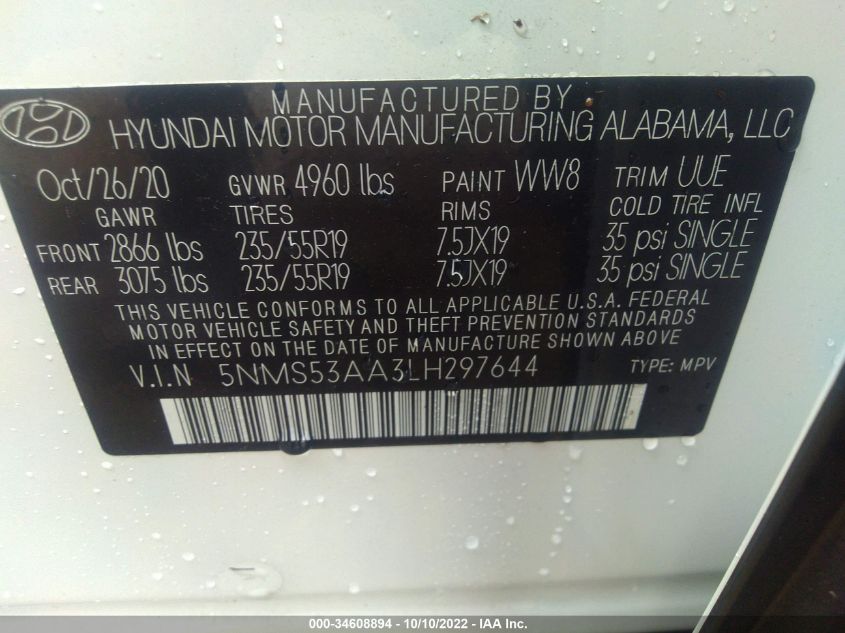 MANUFACTURED BY
HYUNDAI MOTOR MANUFACTURING ALABAMA, LLC
Oct/26/20 GVWR 4960 lbs PAINT WW8 TRIM UUE
GAWR TIRES RIMS COLD TIRE INFL
FRONT 2866 lbs 235/55R19 7.5JX19 35 psi SINGLE
REAR 3075 lbs 235/55R19 7.5JX19 35 psi SINGLE
THIS VEHICLE CONFORMS TO ALL APPLICABLE U.S.A. FEDERAL
MOTOR VEHICLE SAFETY AND THEFT PREVENTION STANDARDS
IN EFFECT ON THE DATE OF MANUFACTURE SHOWN ABOVE
V.I.N 5NMS53AA3LH297644 TYPE: MPV
000-34608894 - 10/10/2022 - IAA Inc.